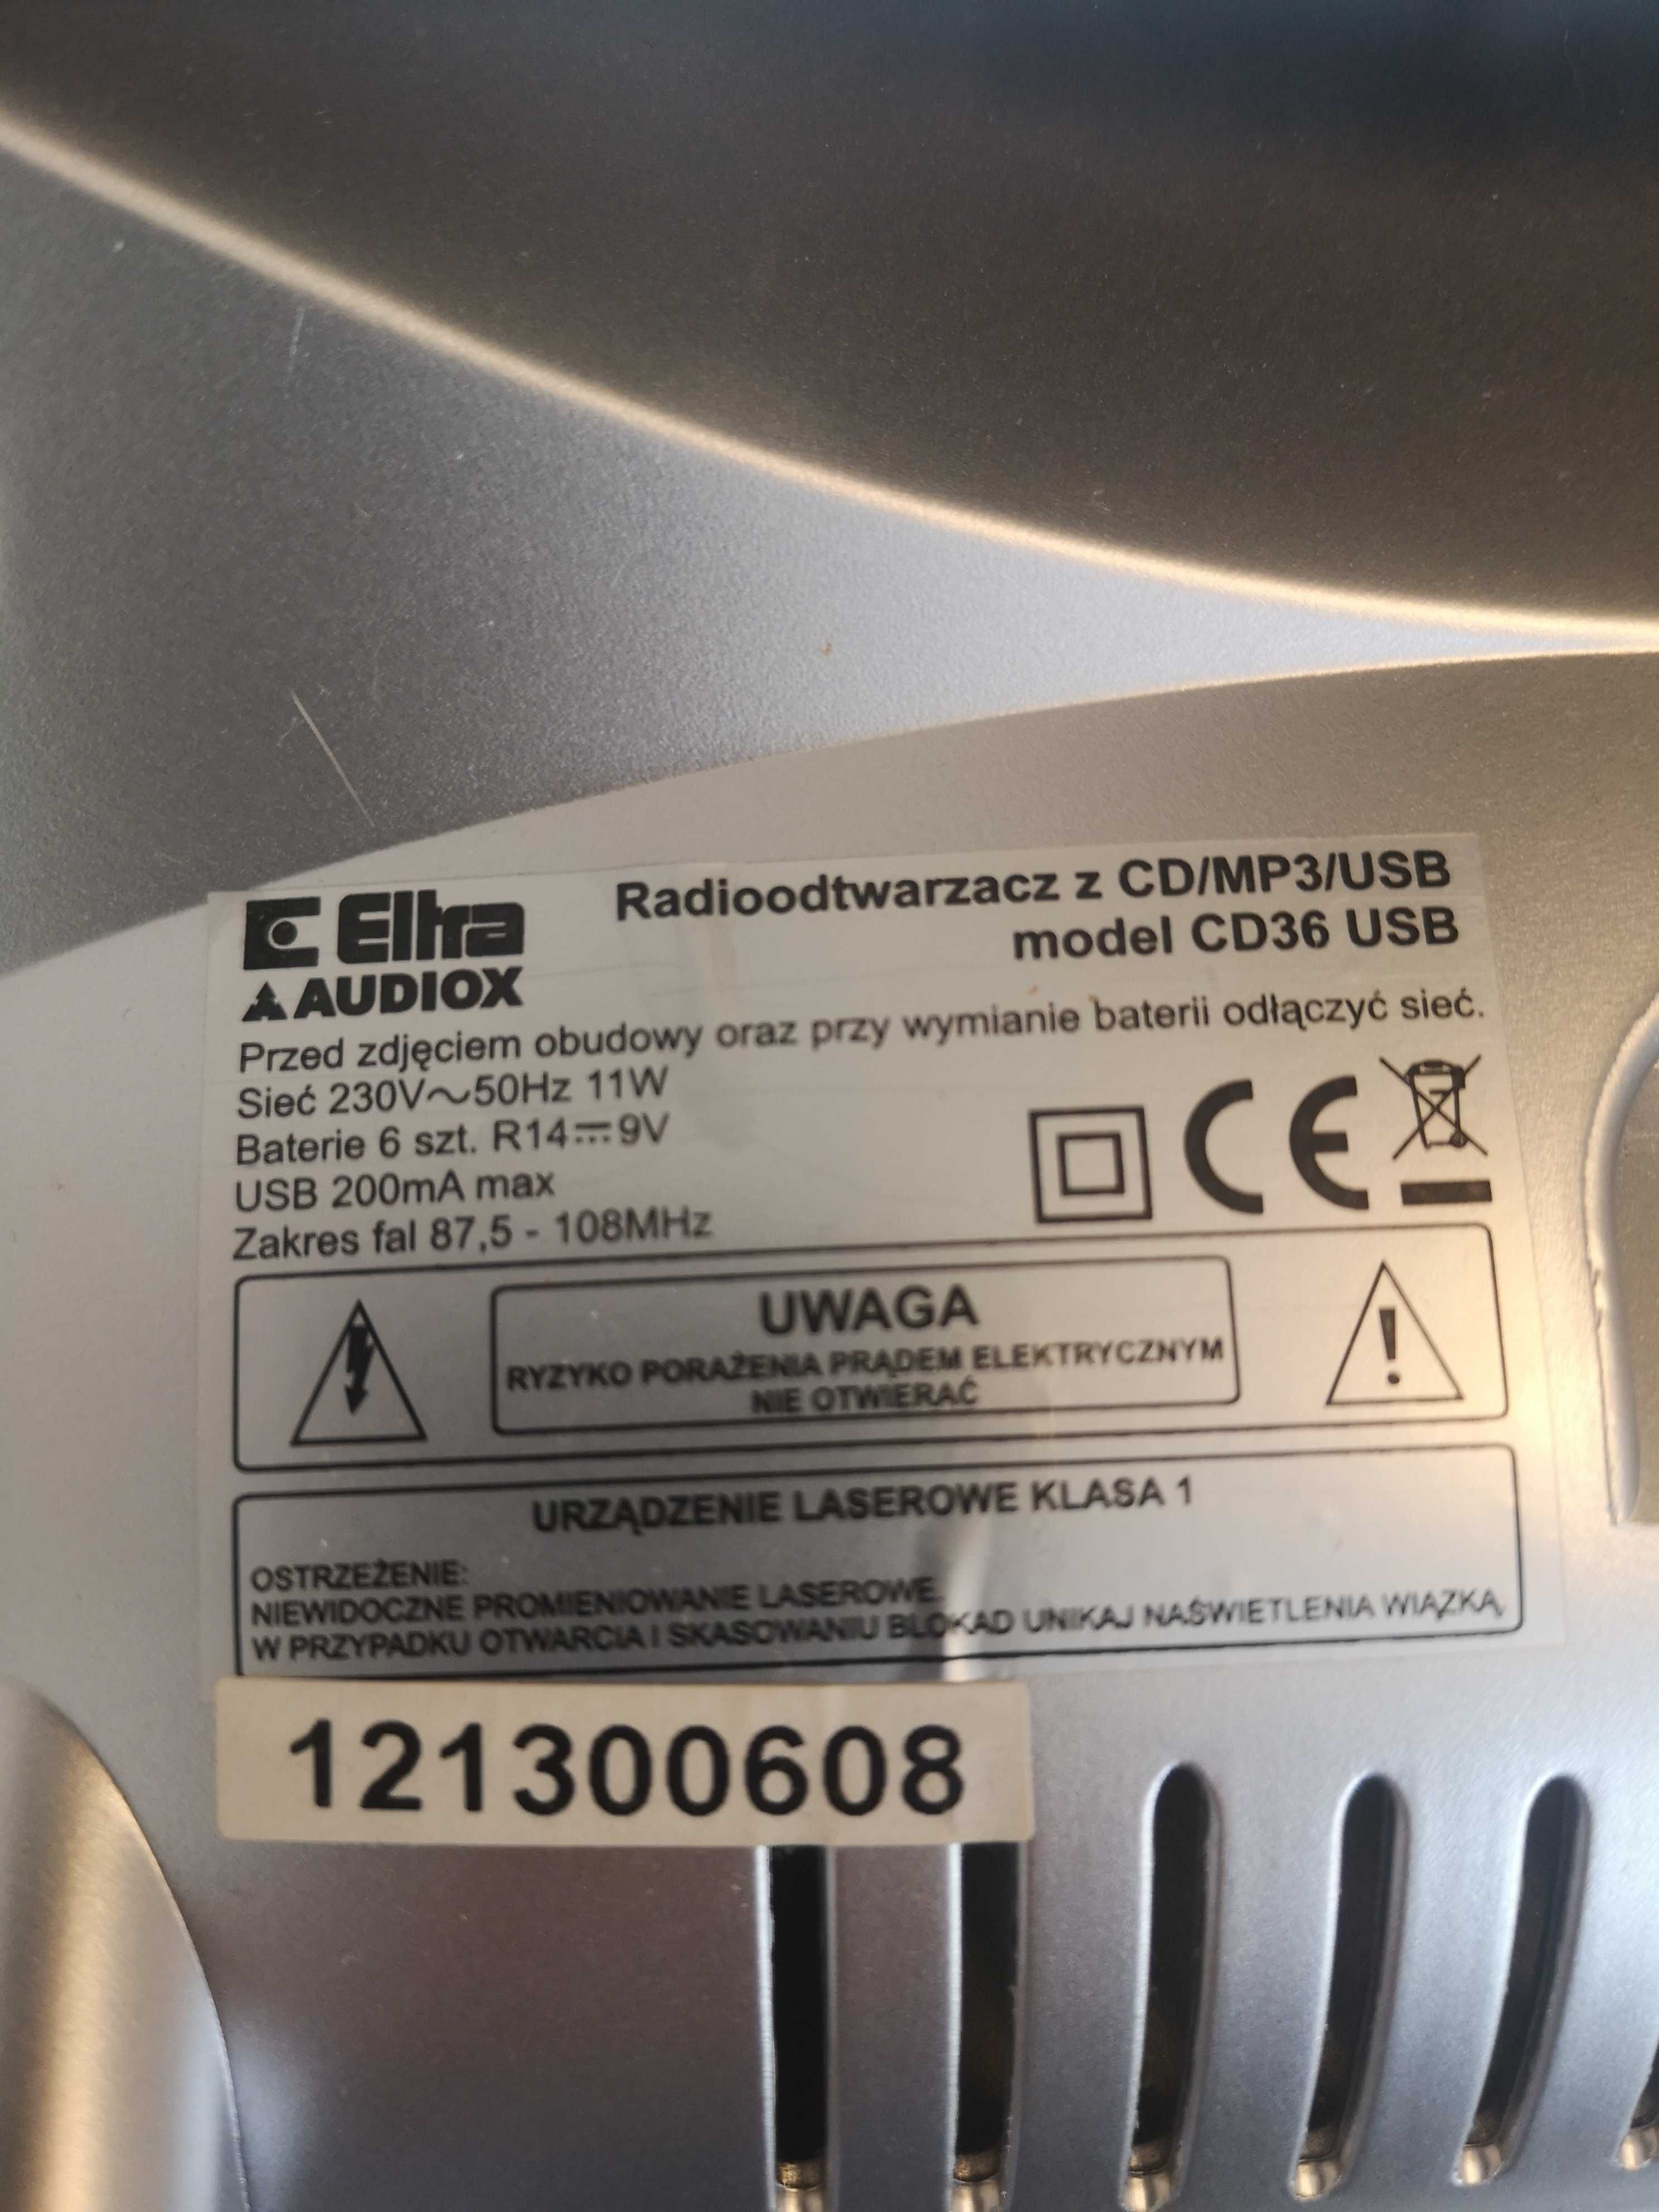 Eltra
AUDIOX
Radioodtwarzacz z CD/MP3/USB
model CD36 USB
Przed zdjęciem obudowy oraz przy wymianie baterii odłączyć sieć.
Sieć 230V~50Hz 11W
Baterie 6 szt. R14⎓9V
USB 200mA max
Zakres fal 87,5 - 108MHz
CE
UWAGA
RYZYKO PORAŻENIA PRĄDEM ELEKTRYCZNYM
NIE OTWIERAĆ
URZĄDZENIE LASEROWE KLASA 1
OSTRZEŻENIE:
NIEWIDOCZNE PROMIENIOWANIE LASEROWE.
W PRZYPADKU OTWARCIA I SKASOWANIU BLOKAD UNIKAJ NAŚWIETLENIA WIĄZKĄ
121300608